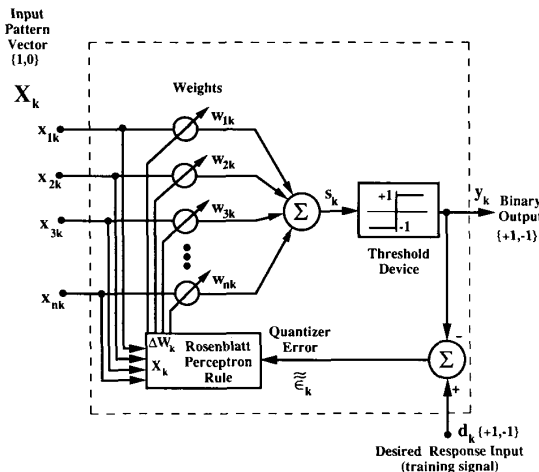 Input
Pattern
Vector
{1,0}
X_k
Weights
x_1k
w_1k
x_2k
w_2k
x_3k
w_3k
x_nk
w_nk
Σ
s_k
+1
-1
Threshold
Device
y_k
Binary
Output
{+1,-1}
ΔW_k
X_k
Rosenblatt
Perceptron
Rule
Quantizer
Error
ε̃̃_k
-
Σ
+
d_k {+1,-1}
Desired Response Input
(training signal)